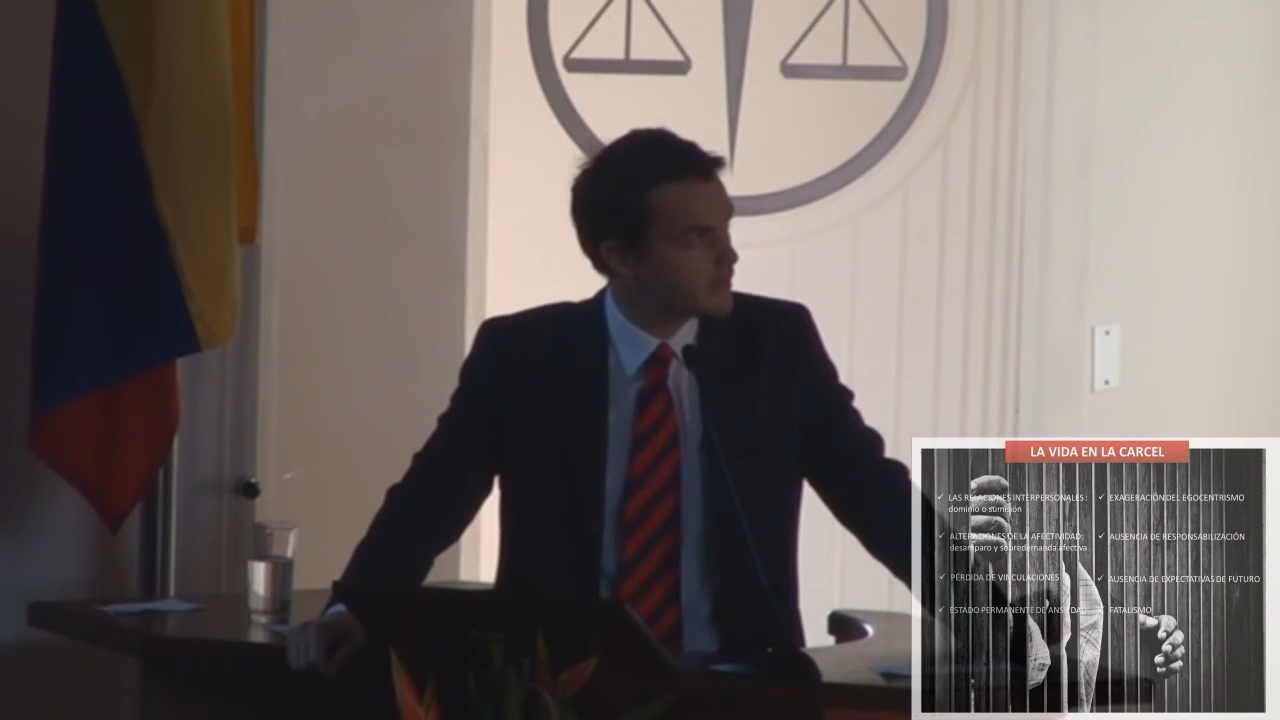 LA VIDA EN LA CARCEL
✓ LAS RELACIONES INTERPERSONALES :
dominio o sumisión
✓ ALTERACIONES DE LA AFECTIVIDAD:
desamparo y sobredemanda afectiva
✓ PÉRDIDA DE VINCULACIONES
✓ ESTADO PERMANENTE DE ANSIEDAD
✓ EXAGERACIÓN DEL EGOCENTRISMO
✓ AUSENCIA DE RESPONSABILIZACIÓN
✓ AUSENCIA DE EXPECTATIVAS DE FUTURO
✓ FATALISMO